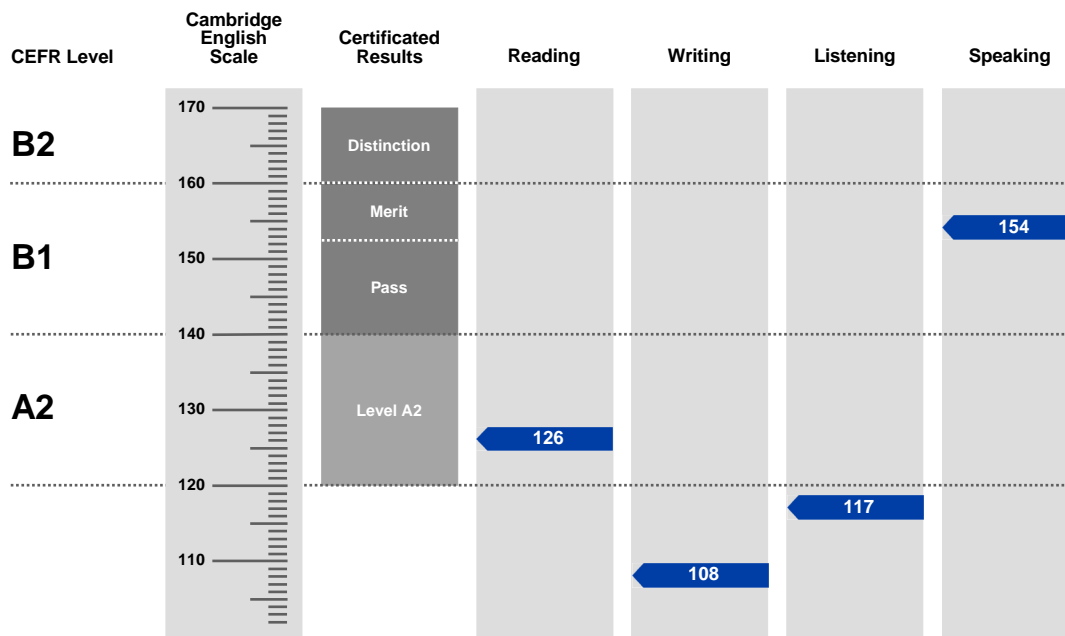 CEFR Level
Cambridge
English
Scale
Certificated
Results
Reading
Writing
Listening
Speaking
170
B2
Distinction
160
Merit
154
B1
150
Pass
140
A2
130
Level A2
126
120
117
110
108